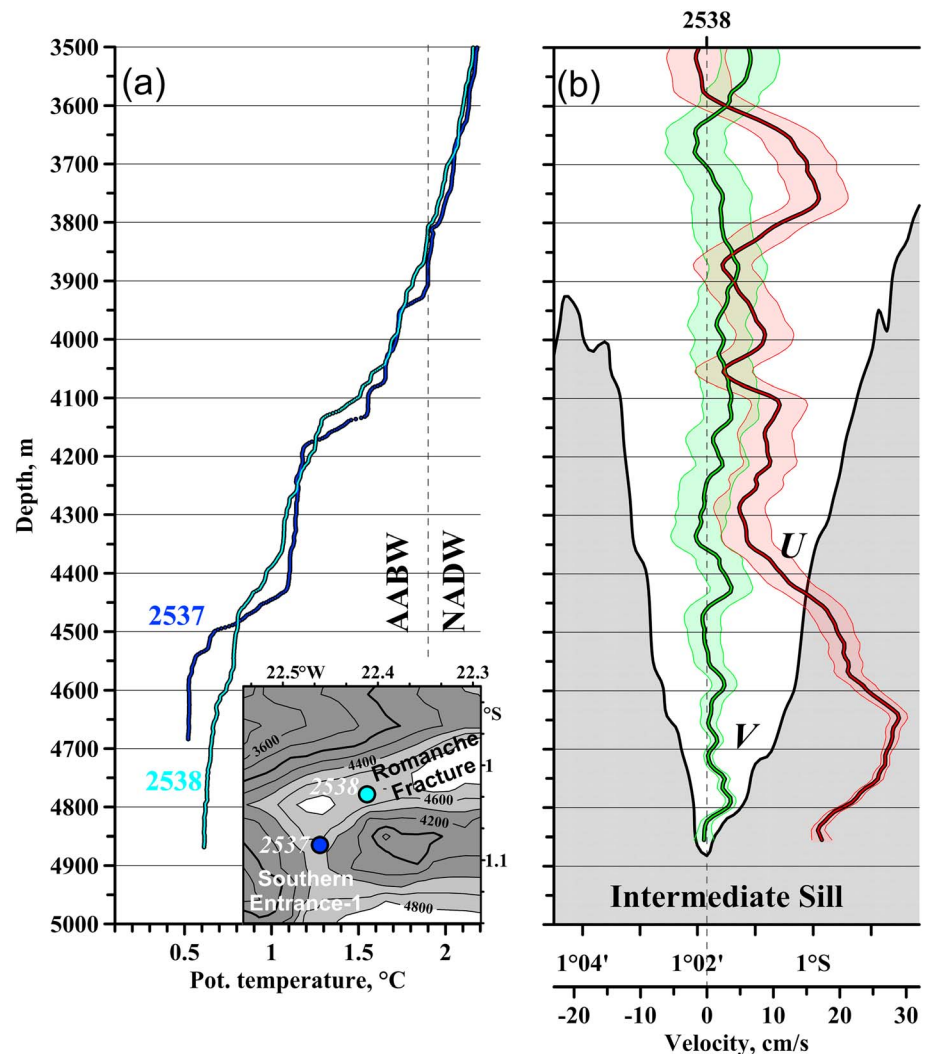 2538
(a)
(b)
3500
3600
3700
3800
3900
4000
4100
4200
4300
4400
4500
4600
4700
4800
4900
5000
Depth, m
AABW
NADW
2537
2538
22.5°W
22.4
22.3
°S
1
1.1
3600
4400
Romanche
Fracture
2538
4600
4200
2537
Southern
Entrance-1
4800
0.5
1
1.5
2
Pot. temperature, °C
U
V
Intermediate Sill
1°04'
1°02'
1°S
-20
-10
0
10
20
30
Velocity, cm/s